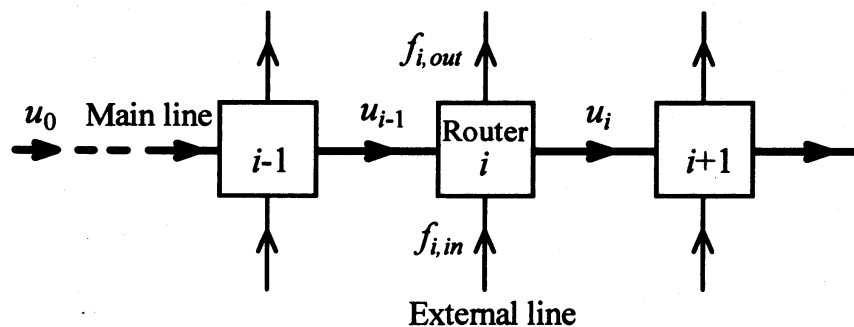 f_{i,out}
u_0 Main line u_{i-1} Router u_i
i-1 i i+1
f_{i,in}
External line